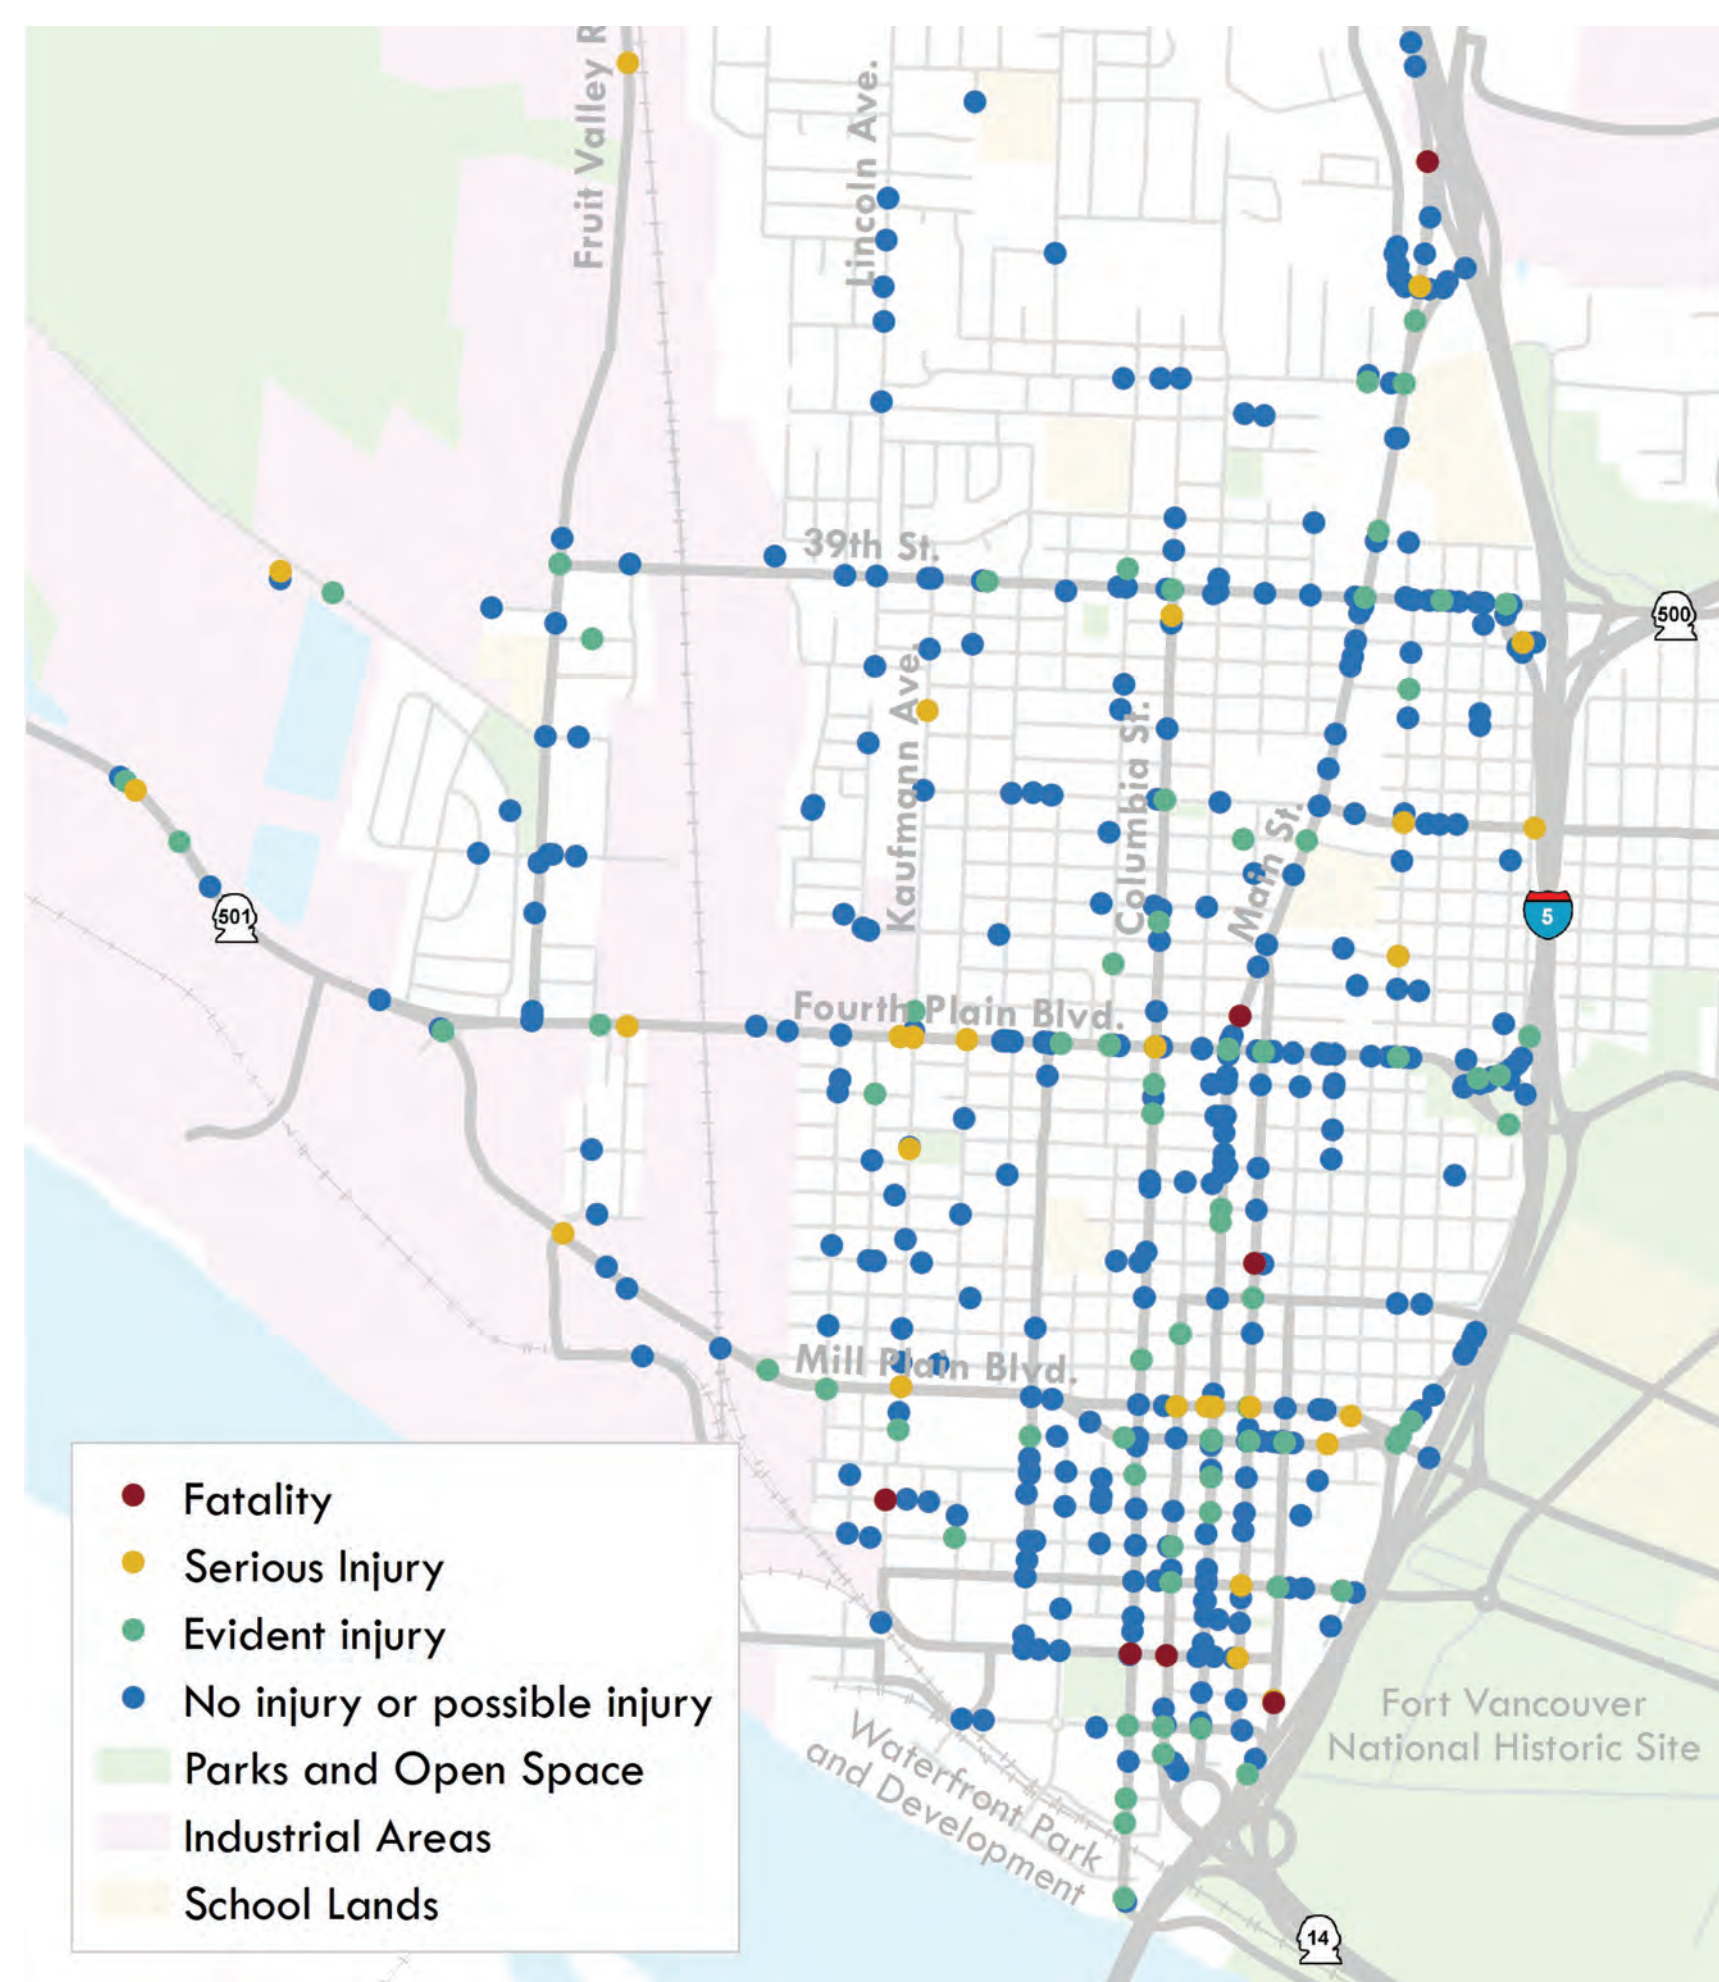 Fruit Valley R
Lincoln Ave.
39th St.
500
Kaufmann Ave.
Columbia St.
Main St.
501
5
Fourth Plain Blvd.
Mill Plain Blvd.
Fatality
Serious Injury
Evident injury
No injury or possible injury
Parks and Open Space
Industrial Areas
School Lands
Fort Vancouver
National Historic Site
Waterfront Park
and Development
14